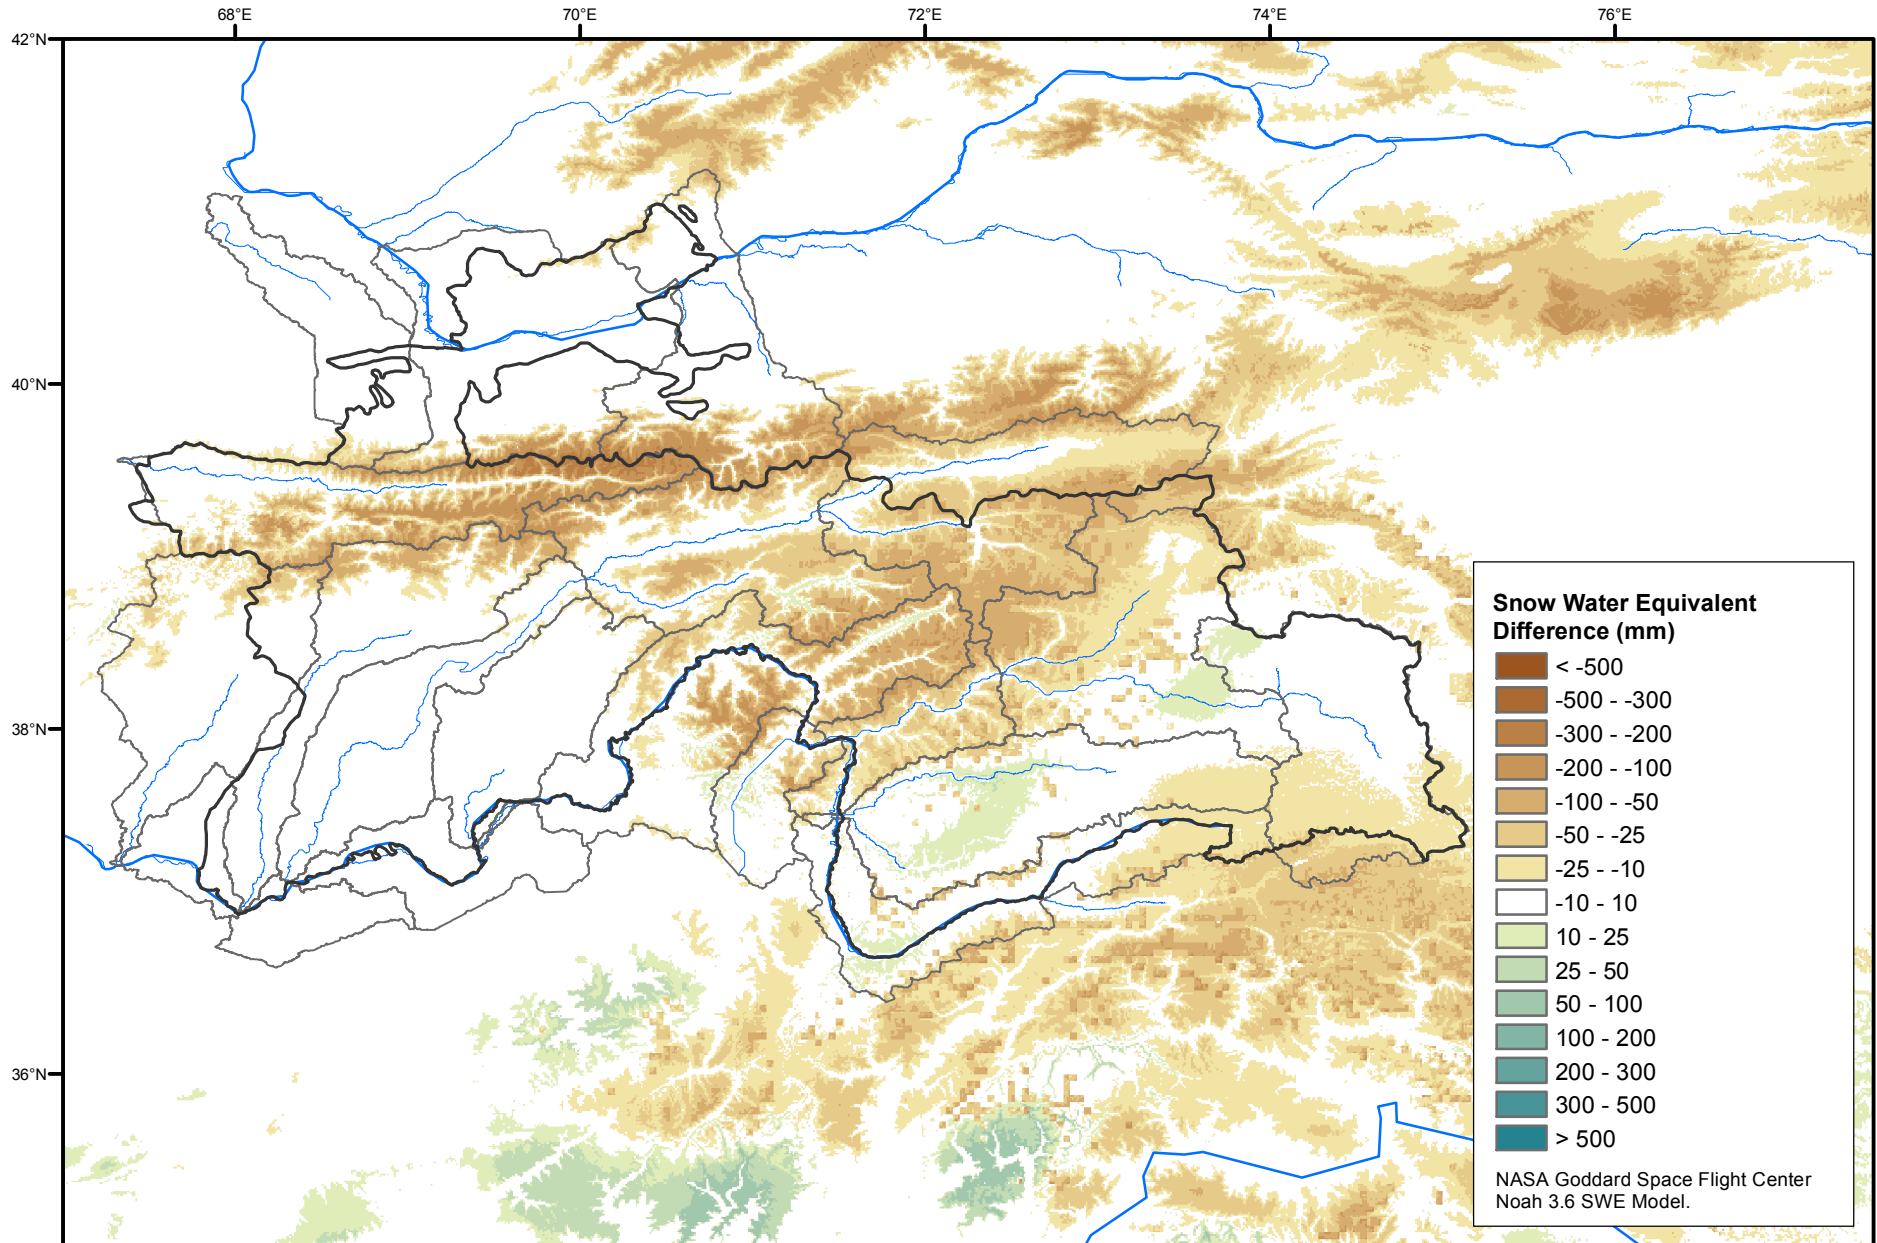 68°E
70°E
72°E
74°E
76°E
42°N
40°N
38°N
36°N
Snow Water Equivalent
Difference (mm)
< -500
-500 - -300
-300 - -200
-200 - -100
-100 - -50
-50 - -25
-25 - -10
-10 - 10
10 - 25
25 - 50
50 - 100
100 - 200
200 - 300
300 - 500
> 500
NASA Goddard Space Flight Center
Noah 3.6 SWE Model.